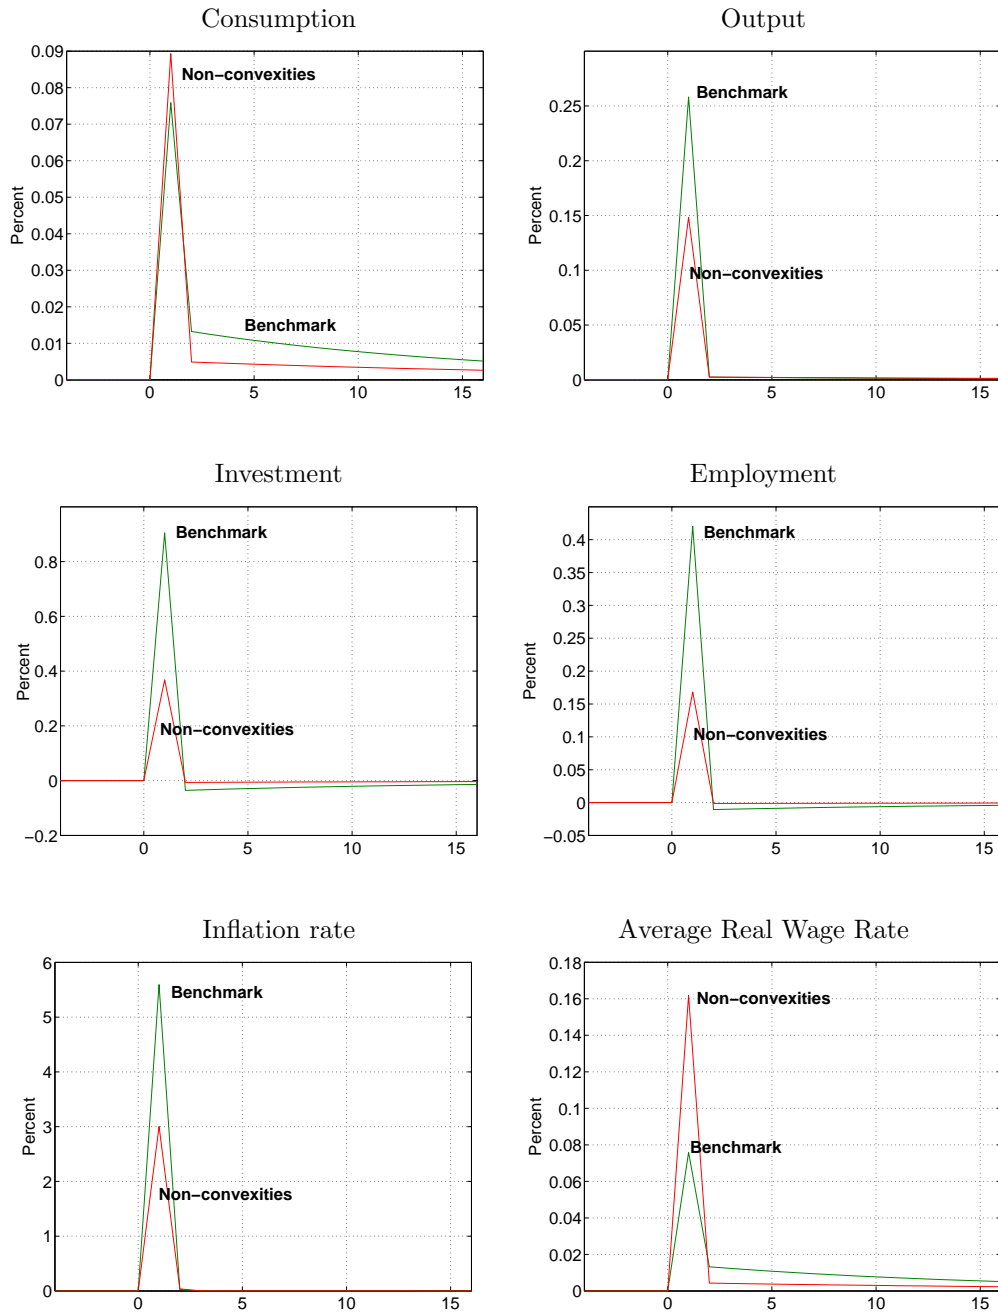 Consumption
Percent
0.09
0.08
0.07
0.06
0.05
0.04
0.03
0.02
0.01
0
Non-convexities
Benchmark
0 5 10 15
Output
Percent
0.25
0.2
0.15
0.1
0.05
0
Benchmark
Non-convexities
0 5 10 15
Investment
Percent
0.8
0.6
0.4
0.2
0
−0.2
Benchmark
Non-convexities
0 5 10 15
Employment
Percent
0.4
0.35
0.3
0.25
0.2
0.15
0.1
0.05
0
−0.05
Benchmark
Non-convexities
0 5 10 15
Inflation rate
Percent
6
5
4
3
2
1
0
Benchmark
Non-convexities
0 5 10 15
Average Real Wage Rate
Percent
0.18
0.16
0.14
0.12
0.1
0.08
0.06
0.04
0.02
0
Non-convexities
Benchmark
0 5 10 15